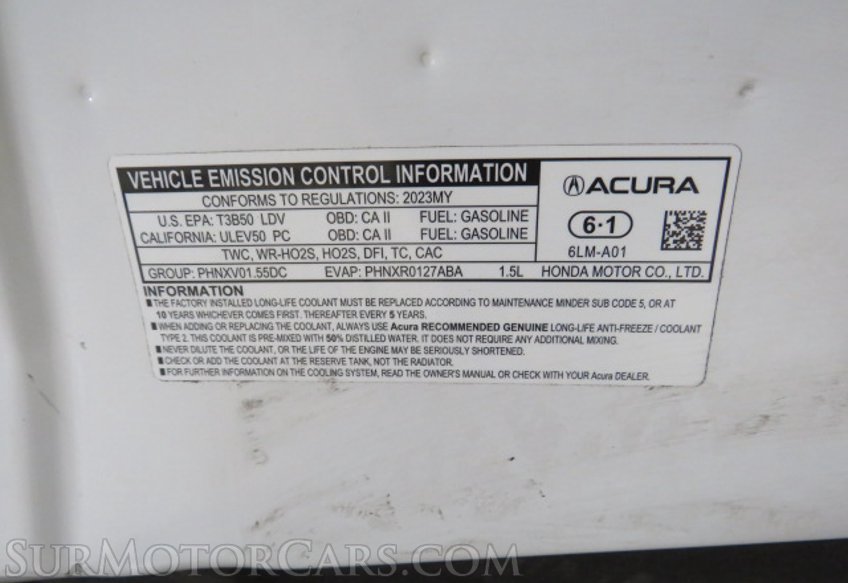 VEHICLE EMISSION CONTROL INFORMATION
CONFORMS TO REGULATIONS: 2023MY
U.S. EPA: T3B50 LDV OBD: CA II FUEL: GASOLINE
CALIFORNIA: ULEV50 PC OBD: CA II FUEL: GASOLINE
TWC, WR-HO2S, HO2S, DFI, TC, CAC
GROUP: PHNXV01.55DC EVAP: PHNXR0127ABA 1.5L
ACURA
6·1
6LM-A01
HONDA MOTOR CO., LTD.
INFORMATION
■ THE FACTORY INSTALLED LONG-LIFE COOLANT MUST BE REPLACED ACCORDING TO MAINTENANCE MINDER SUB CODE 5, OR AT
10 YEARS WHICHEVER COMES FIRST. THEREAFTER EVERY 5 YEARS.
■ WHEN ADDING OR REPLACING THE COOLANT, ALWAYS USE Acura RECOMMENDED GENUINE LONG-LIFE ANTI-FREEZE / COOLANT
TYPE 2. THIS COOLANT IS PRE-MIXED WITH 50% DISTILLED WATER. IT DOES NOT REQUIRE ANY ADDITIONAL MIXING.
■ NEVER DILUTE THE COOLANT, OR THE LIFE OF THE ENGINE MAY BE SERIOUSLY SHORTENED.
■ CHECK OR ADD THE COOLANT AT THE RESERVE TANK, NOT THE RADIATOR.
■ FOR FURTHER INFORMATION ON THE COOLING SYSTEM, READ THE OWNER'S MANUAL OR CHECK WITH YOUR Acura DEALER.
SURMOTORCARS.COM